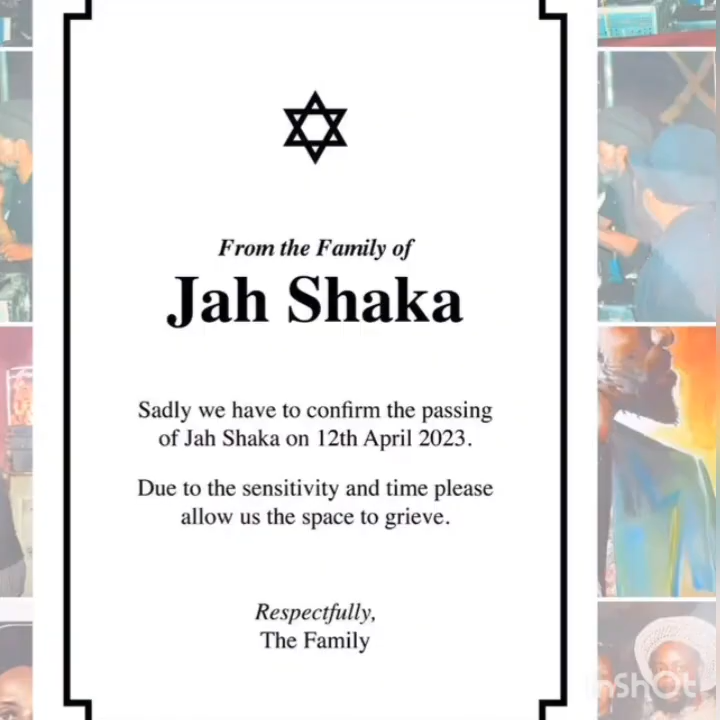 From the Family of
Jah Shaka
Sadly we have to confirm the passing
of Jah Shaka on 12th April 2023.
Due to the sensitivity and time please
allow us the space to grieve.
Respectfully,
The Family
InShOt